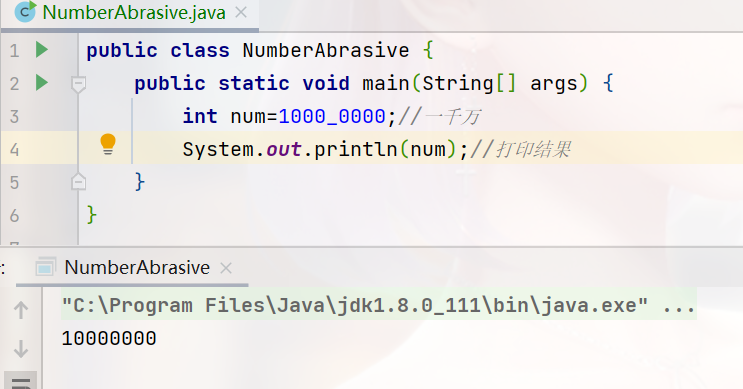 NumberAbrasive.java
1 public class NumberAbrasive {
2 public static void main(String[] args) {
3 int num=1000_0000;//一千万
4 System.out.println(num);//打印结果
5 }
6 }
: NumberAbrasive
"C:\Program Files\Java\jdk1.8.0_111\bin\java.exe" ...
10000000